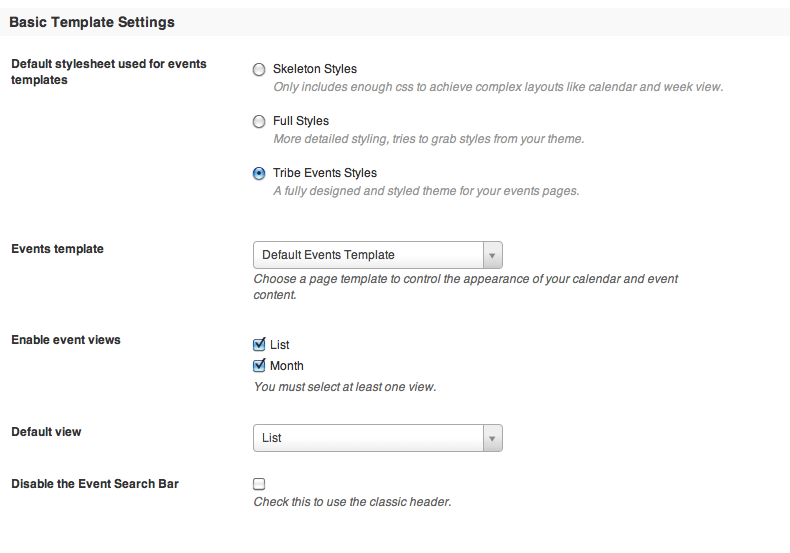 Basic Template Settings
Default stylesheet used for events
templates
Skeleton Styles
Only includes enough css to achieve complex layouts like calendar and week view.
Full Styles
More detailed styling, tries to grab styles from your theme.
Tribe Events Styles
A fully designed and styled theme for your events pages.
Events template
Default Events Template
Choose a page template to control the appearance of your calendar and event
content.
Enable event views
List
Month
You must select at least one view.
Default view
List
Disable the Event Search Bar
Check this to use the classic header.